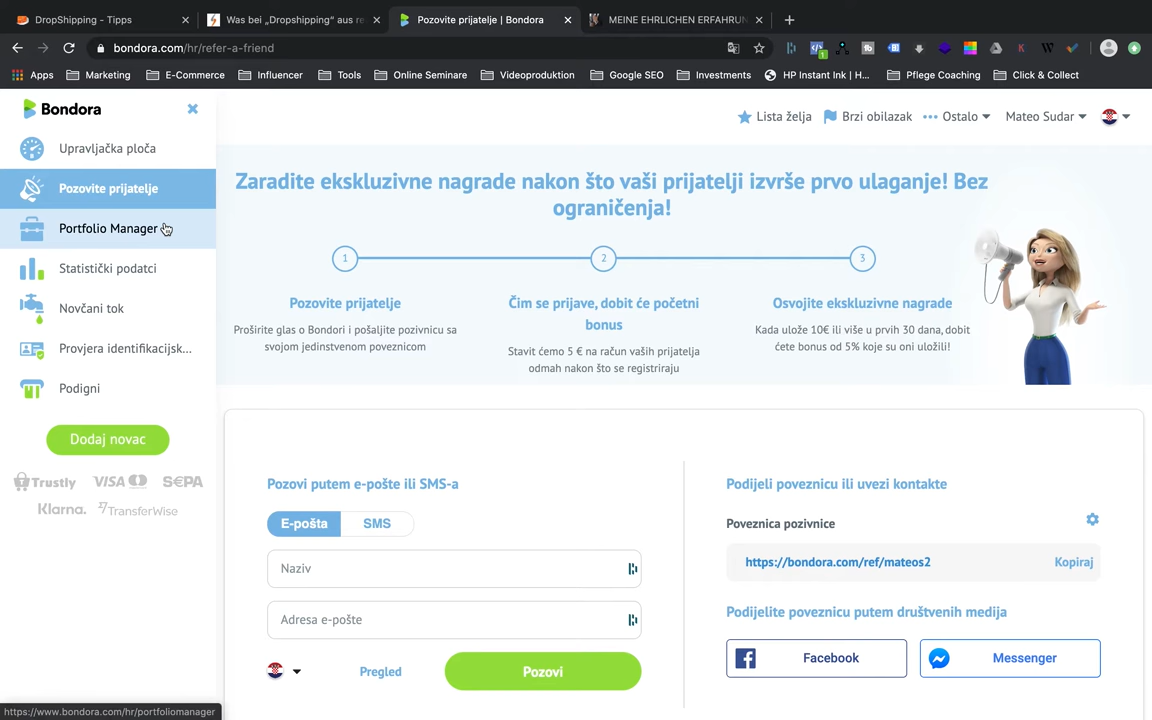 DropShipping - Tipps
Was bei „Dropshipping“ aus re
Pozovite prijatelje | Bondora
MEINE EHRLICHEN ERFAHRUN
bondora.com/hr/refer-a-friend
Apps
Marketing
E-Commerce
Influencer
Tools
Online Seminare
Videoproduktion
Google SEO
Investments
HP Instant Ink | H...
Pflege Coaching
Click & Collect
Bondora
Upravljačka ploča
Pozovite prijatelje
Portfolio Manager
Statistički podatci
Novčani tok
Provjera identifikacijsk...
Podigni
Dodaj novac
Trustly
VISA
SEPA
Klarna.
TransferWise
Lista želja
Brzi obilazak
Ostalo
Mateo Sudar
Zaradite ekskluzivne nagrade nakon što vaši prijatelji izvrše prvo ulaganje! Bez
ograničenja!
1
2
3
Pozovite prijatelje
Proširite glas o Bondori i pošaljite pozivnicu sa
svojom jedinstvenom poveznicom
Čim se prijave, dobit će početni
bonus
Stavit ćemo 5 € na račun vaših prijatelja
odmah nakon što se registriraju
Osvojite ekskluzivne nagrade
Kada ulože 10€ ili više u prvih 30 dana, dobit
ćete bonus od 5% koje su oni uložili!
Pozovi putem e-pošte ili SMS-a
E-pošta
SMS
Naziv
Adresa e-pošte
Pregled
Pozovi
Podijeli poveznicu ili uvezi kontakte
Poveznica pozivnice
https://bondora.com/ref/mateos2
Kopiraj
Podijelite poveznicu putem društvenih medija
Facebook
Messenger
https://www.bondora.com/hr/portfoliomanager